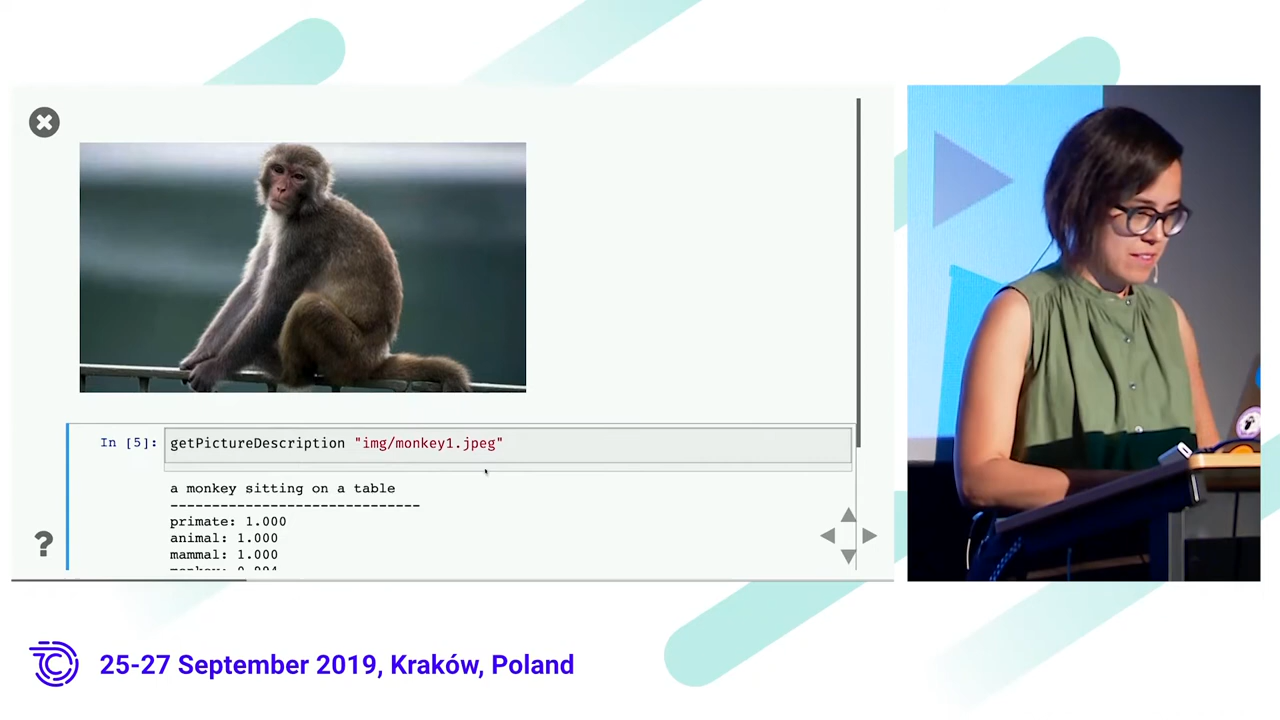 In [5]: getPictureDescription "img/monkey1.jpeg"
a monkey sitting on a table
-----------------------------
primate: 1.000
animal: 1.000
mammal: 1.000
?
25-27 September 2019, Kraków, Poland